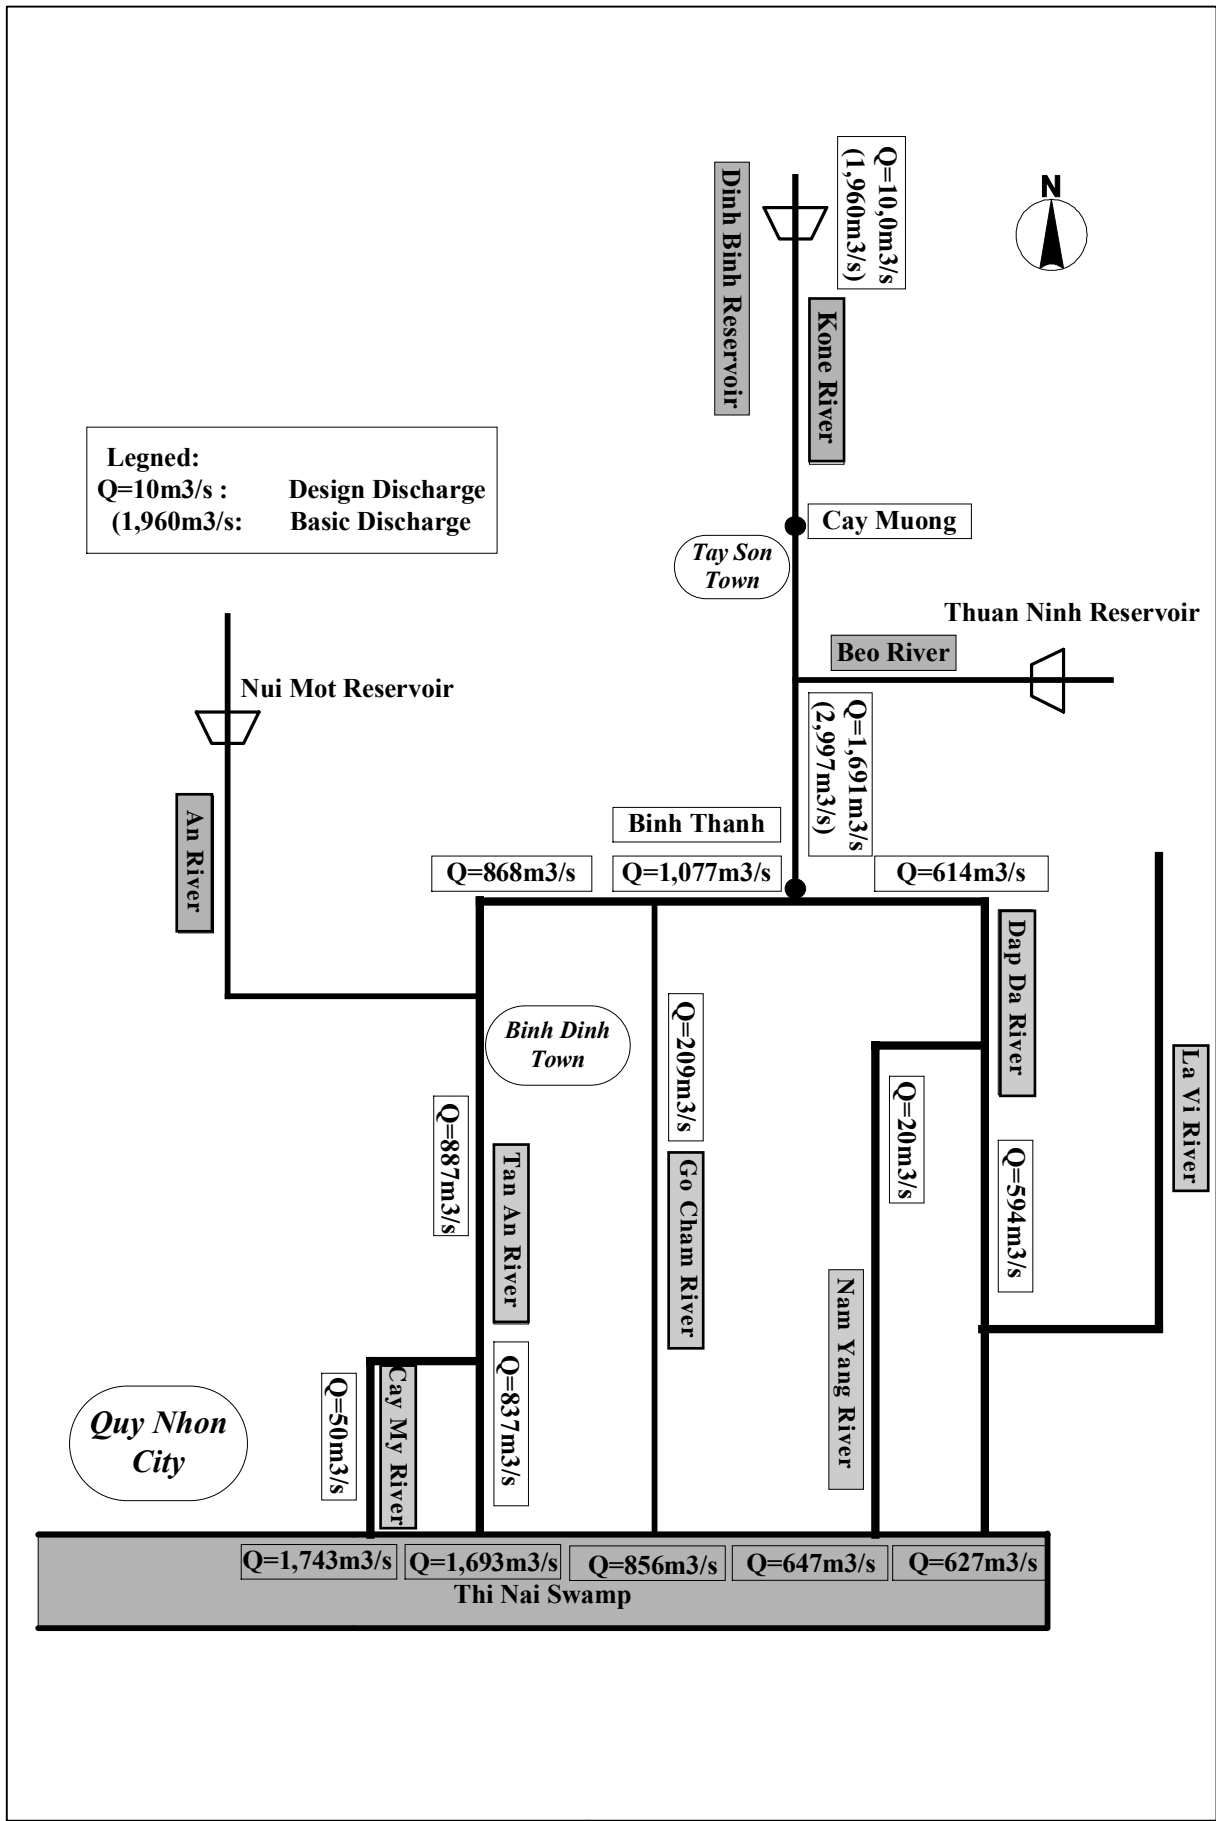 Dinh Binh Reservoir
Q=10,0m3/s
(1,960m3/s)
N
Kone River
Legned:
Q=10m3/s : Design Discharge
(1,960m3/s: Basic Discharge
Cay Muong
Tay Son
Town
Thuan Ninh Reservoir
Beo River
Nui Mot Reservoir
Q=1,691m3/s
(2,997m3/s)
An River
Binh Thanh
Q=868m3/s
Q=1,077m3/s
Q=614m3/s
Dap Da River
Binh Dinh
Town
Q=209m3/s
Q=20m3/s
La Vi River
Q=887m3/s
Tan An River
Go Cham River
Q=594m3/s
Nam Yang River
Quy Nhon
City
Q=50m3/s
Cay My River
Q=837m3/s
Q=1,743m3/s
Q=1,693m3/s
Q=856m3/s
Q=647m3/s
Q=627m3/s
Thi Nai Swamp